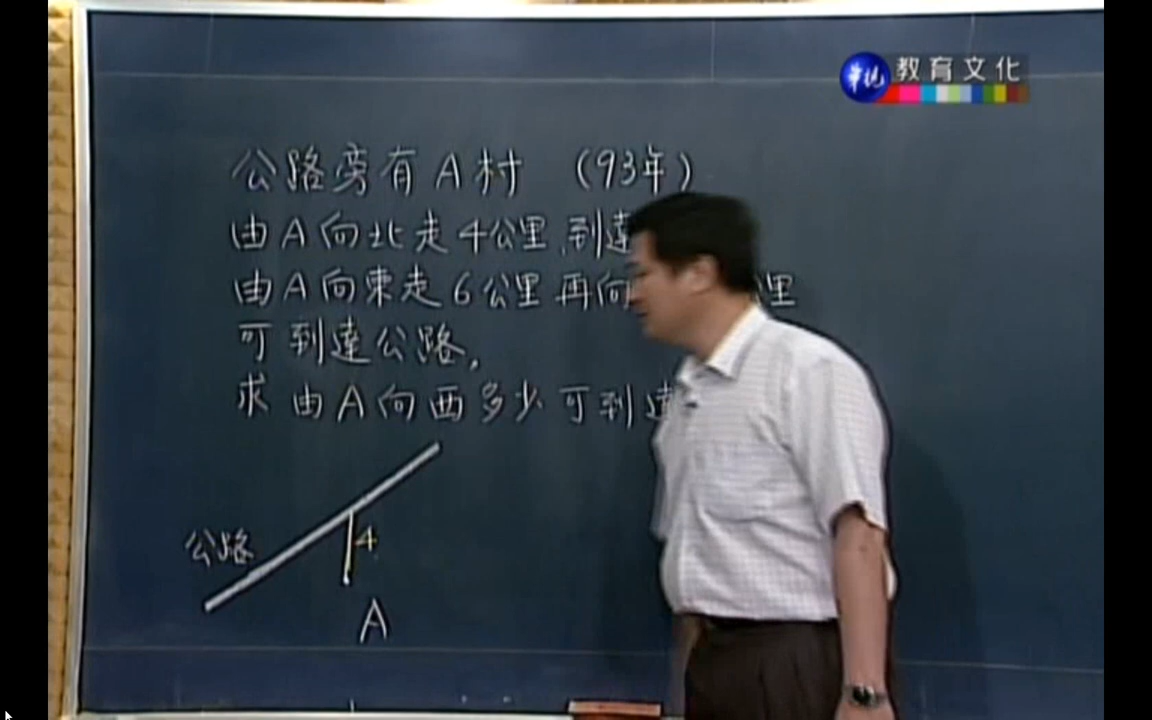 華視 教育文化
公路旁有A村 (93年)
由A向北走4公里,到達
由A向東走6公里再向 里
可到達公路,
求由A向西多少可到達
公路
4
A